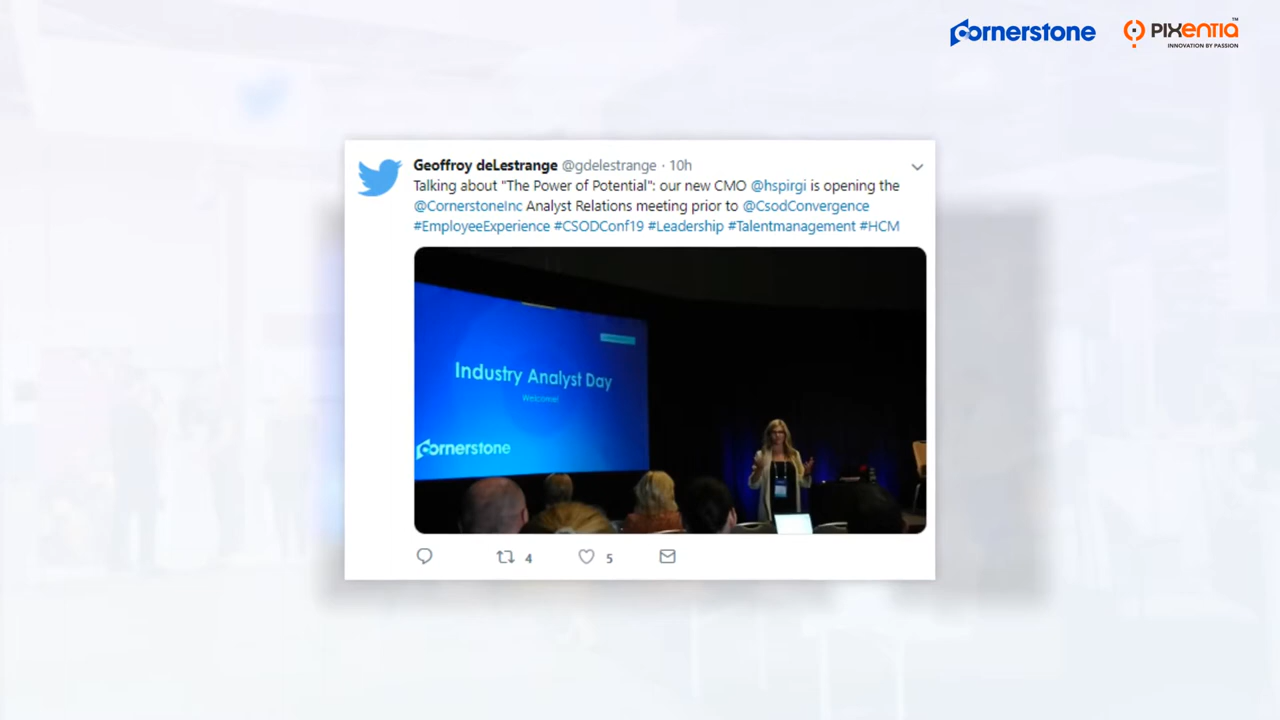 Cornerstone
PIXENTIA™
INNOVATION BY PASSION
Geoffroy deLestrange @gdelestrange · 10h
Talking about "The Power of Potential": our new CMO @hspirgi is opening the
@CornerstoneInc Analyst Relations meeting prior to @CsodConvergence
#EmployeeExperience #CSODConf19 #Leadership #Talentmanagement #HCM
Industry Analyst Day
Welcome!
Cornerstone
4
5